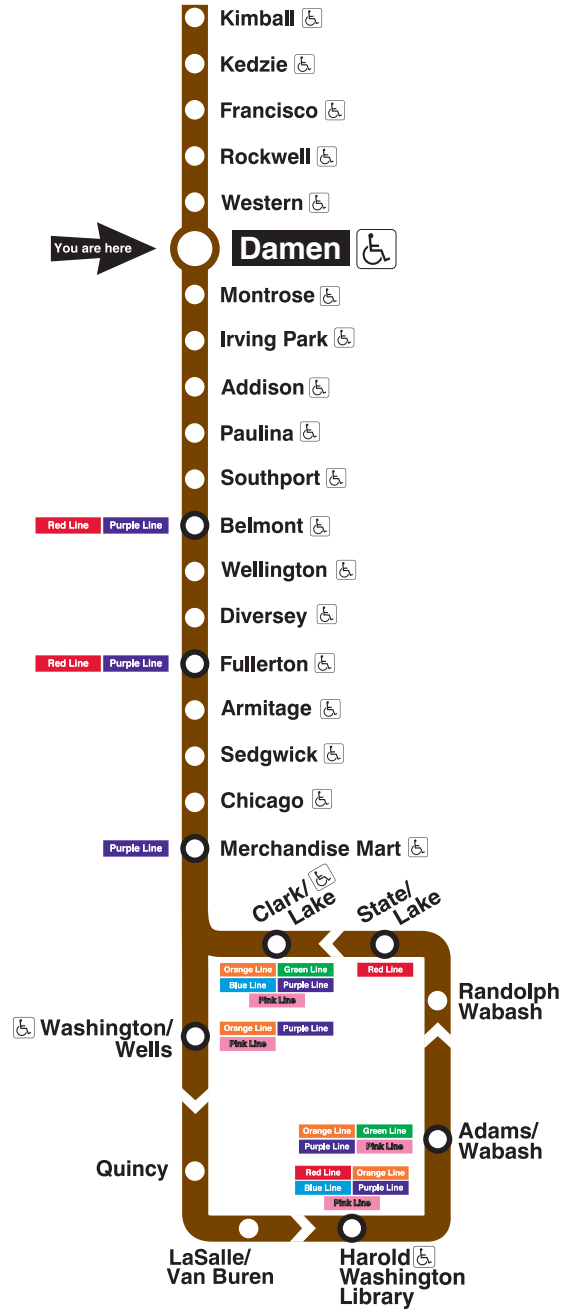 Kimball
Kedzie
Francisco
Rockwell
Western
You are here
Damen
Montrose
Irving Park
Addison
Paulina
Southport
Red Line Purple Line Belmont
Wellington
Diversey
Red Line Purple Line Fullerton
Armitage
Sedgwick
Chicago
Purple Line Merchandise Mart
Clark/
Lake
State/
Lake
Orange Line Green Line
Blue Line Purple Line
Pink Line
Red Line
Randolph
Wabash
Washington/
Wells
Orange Line Purple Line
Pink Line
Orange Line Green Line
Purple Line Pink Line
Adams/
Wabash
Quincy
Red Line Orange Line
Blue Line Purple Line
Pink Line
LaSalle/
Van Buren
Harold
Washington
Library